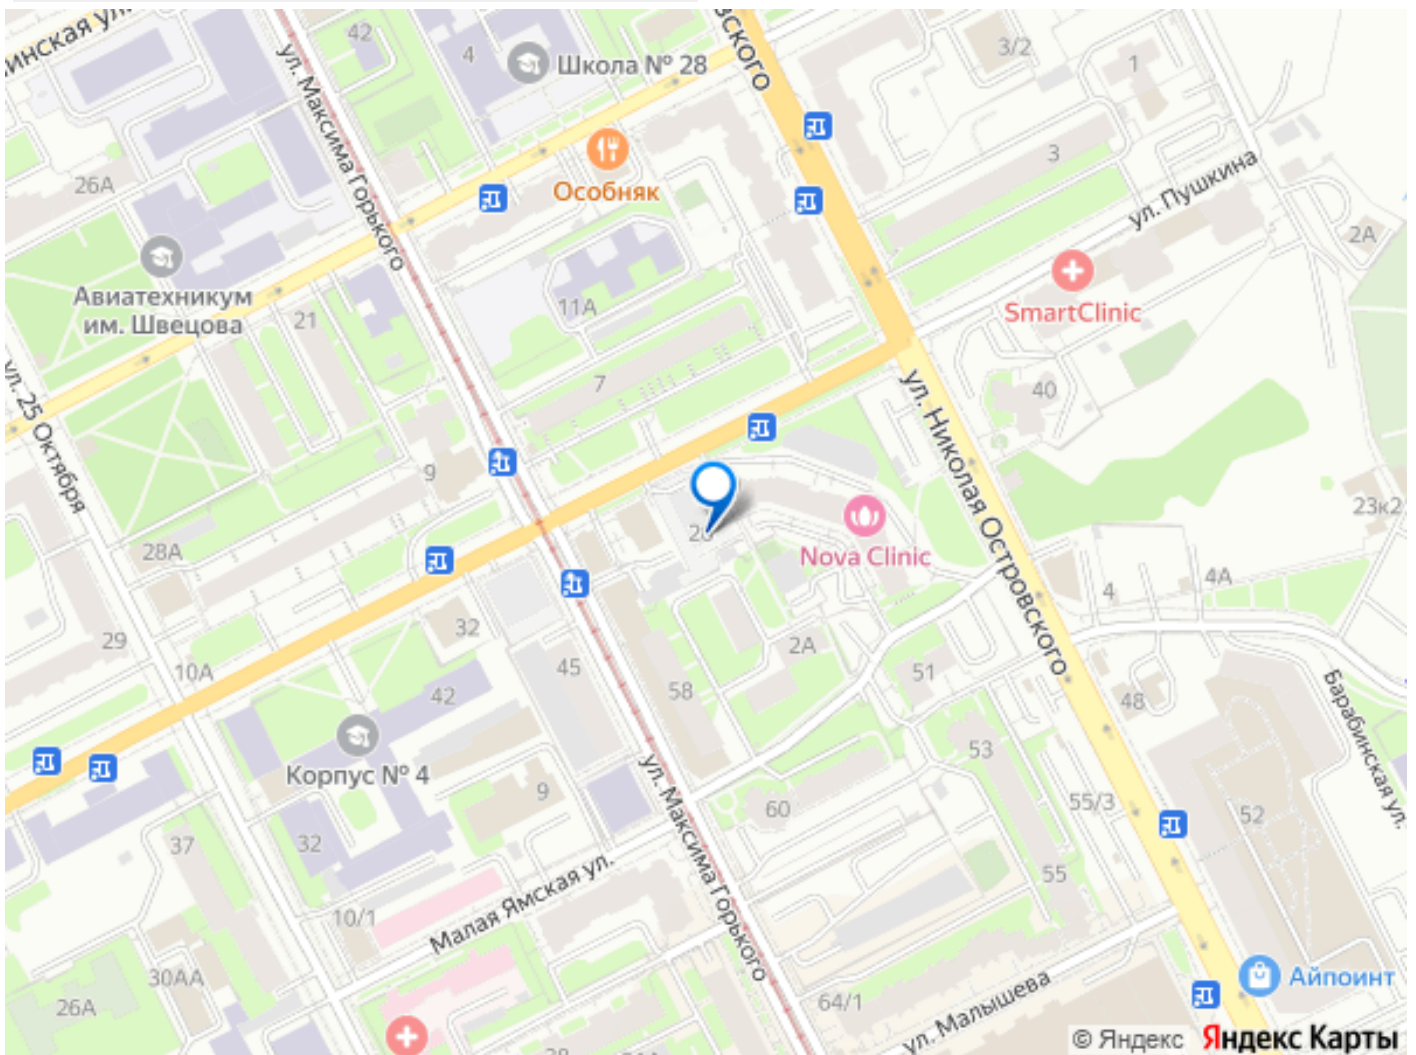 42
4
Школа № 28
3/2
1
ул. Максима Горького
Особняк
3
ул. Пушкина
26А
2А
Авиатехникум
им. Швецова
11А
SmartClinic
21
7
40
ул. 25 Октября
ул. Николая Островского
9
23к2
28А
Nova Clinic
4
4А
32
29
2А
10А
45
51
58
42
48
Барабинская ул.
53
Корпус № 4
9
60
55/3
52
37
32
ул. Максима Горького
55
10/1
Малая Ямская ул.
30АА
26А
64/1
ул. Малышева
Айпоинт
© Яндекс
Яндекс Карты